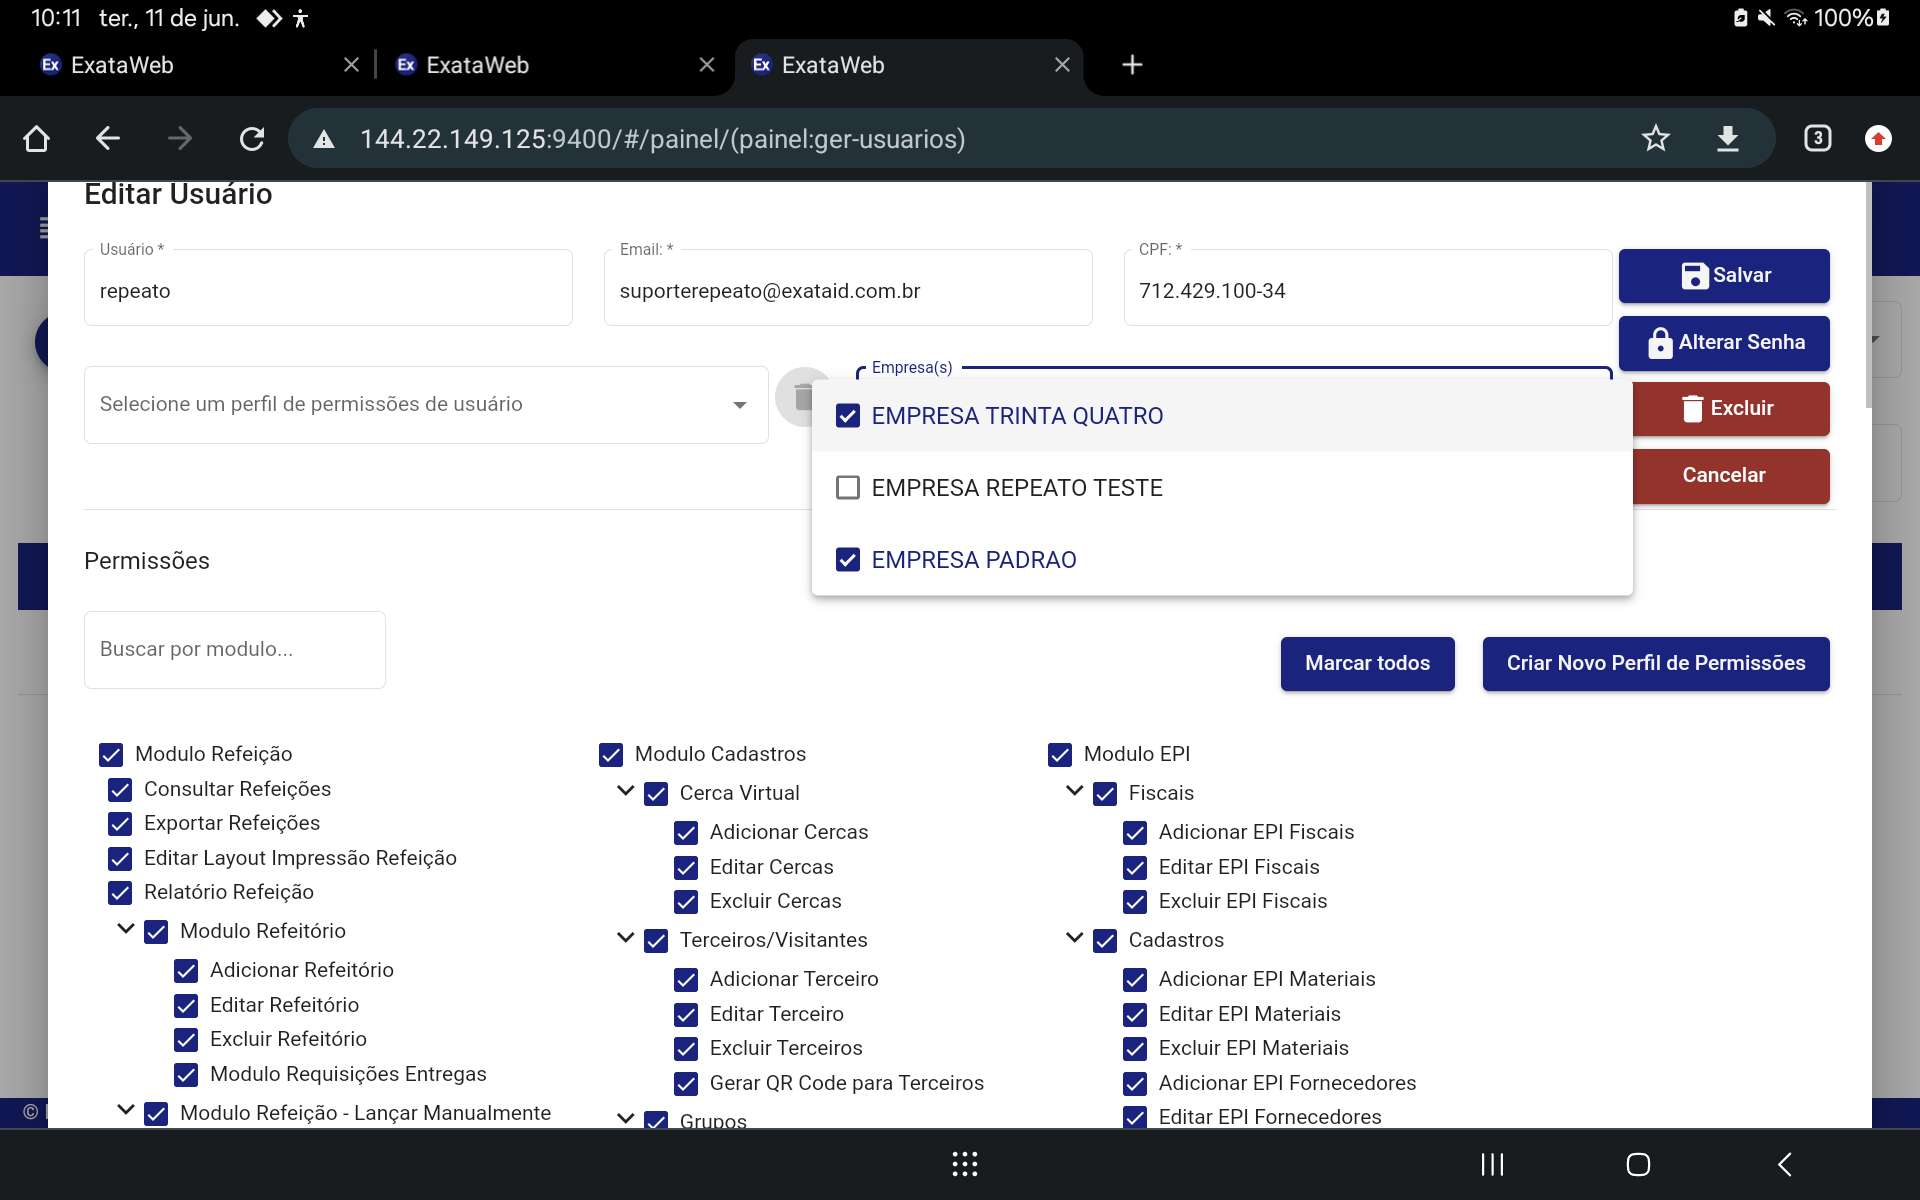 10:11 ter., 11 de jun.
100%
ExataWeb
ExataWeb
ExataWeb
144.22.149.125:9400/#/painel/(painel:ger-usuarios)
3
Editar Usuário
Usuário *
repeato
Email: *
suporterepeato@exataid.com.br
CPF: *
712.429.100-34
Salvar
Alterar Senha
Excluir
Cancelar
Selecione um perfil de permissões de usuário
Empresa(s)
EMPRESA TRINTA QUATRO
EMPRESA REPEATO TESTE
EMPRESA PADRAO
Permissões
Buscar por modulo...
Marcar todos
Criar Novo Perfil de Permissões
Modulo Refeição
Consultar Refeições
Exportar Refeições
Editar Layout Impressão Refeição
Relatório Refeição
Modulo Refeitório
Adicionar Refeitório
Editar Refeitório
Excluir Refeitório
Modulo Requisições Entregas
Modulo Refeição - Lançar Manualmente
Modulo Cadastros
Cerca Virtual
Adicionar Cercas
Editar Cercas
Excluir Cercas
Terceiros/Visitantes
Adicionar Terceiro
Editar Terceiro
Excluir Terceiros
Gerar QR Code para Terceiros
Grupos
Modulo EPI
Fiscais
Adicionar EPI Fiscais
Editar EPI Fiscais
Excluir EPI Fiscais
Cadastros
Adicionar EPI Materiais
Editar EPI Materiais
Excluir EPI Materiais
Adicionar EPI Fornecedores
Editar EPI Fornecedores
©